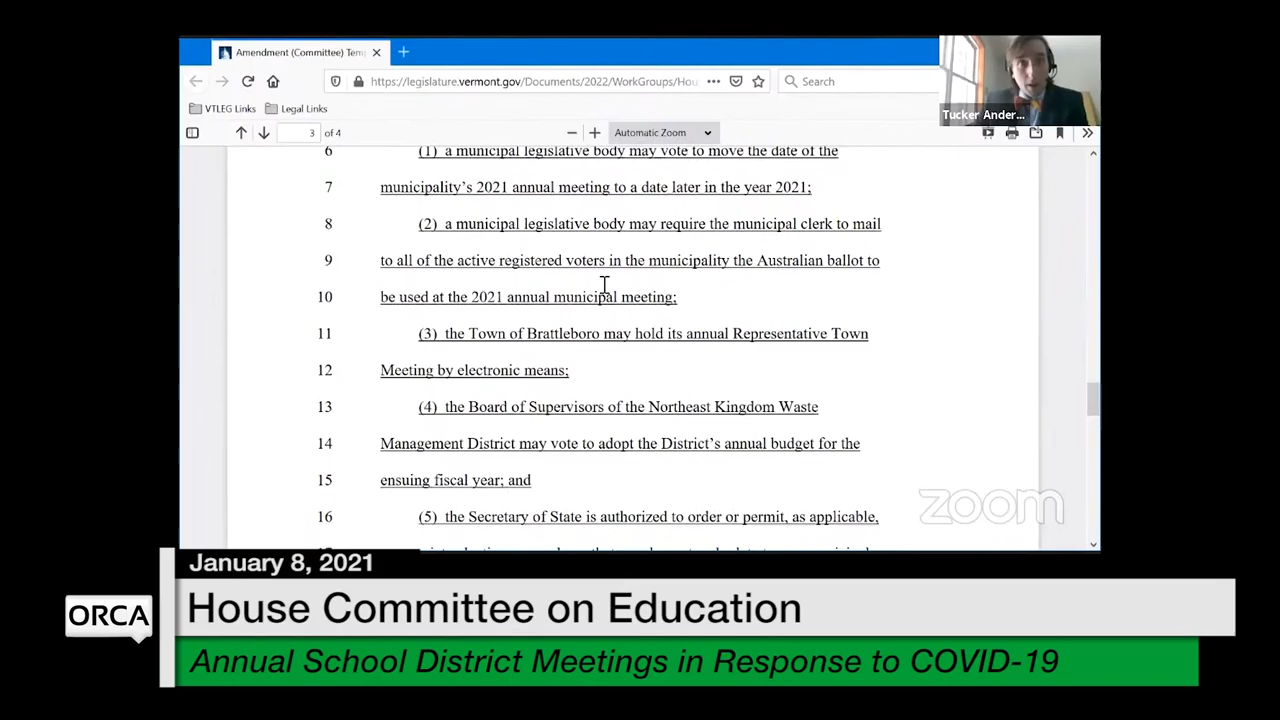 Amendment (Committee) Temp
https://legislature.vermont.gov/Documents/2022/WorkGroups/Hou
Search
VTLEG Links
Legal Links
Tucker Ander...
3 of 4
Automatic Zoom
6 (1) a municipal legislative body may vote to move the date of the
7 municipality’s 2021 annual meeting to a date later in the year 2021;
8 (2) a municipal legislative body may require the municipal clerk to mail
9 to all of the active registered voters in the municipality the Australian ballot to
10 be used at the 2021 annual municipal meeting;
11 (3) the Town of Brattleboro may hold its annual Representative Town
12 Meeting by electronic means;
13 (4) the Board of Supervisors of the Northeast Kingdom Waste
14 Management District may vote to adopt the District’s annual budget for the
15 ensuing fiscal year; and
16 (5) the Secretary of State is authorized to order or permit, as applicable,
zoom
January 8, 2021
ORCA
House Committee on Education
Annual School District Meetings in Response to COVID-19